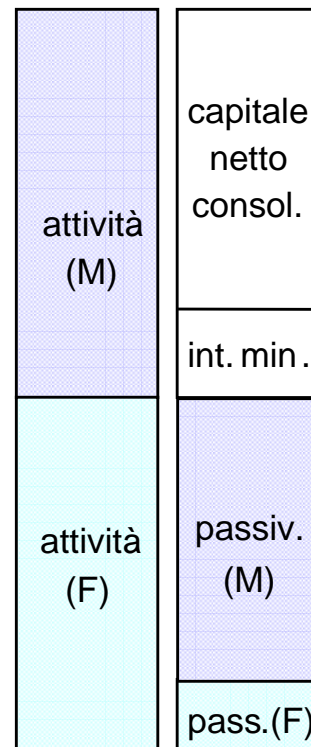 attività
(M)
attività
(F)
capitale
netto
consol.
int. min.
passiv.
(M)
pass.(F)